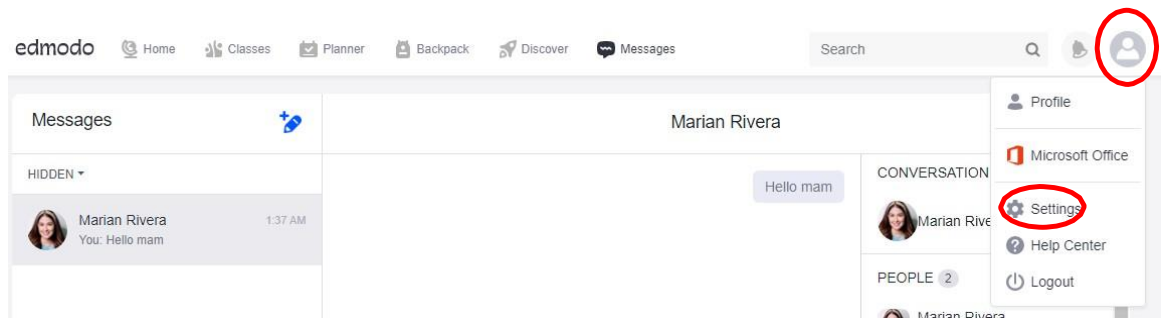 edmodo Home Classes Planner Backpack Discover Messages Search
Messages
Marian Rivera
HIDDEN
Marian Rivera 1:37 AM
You: Hello mam
Hello mam
CONVERSATION
Marian Rive
PEOPLE 2
Marian Rivera
Profile
Microsoft Office
Settings
Help Center
Logout